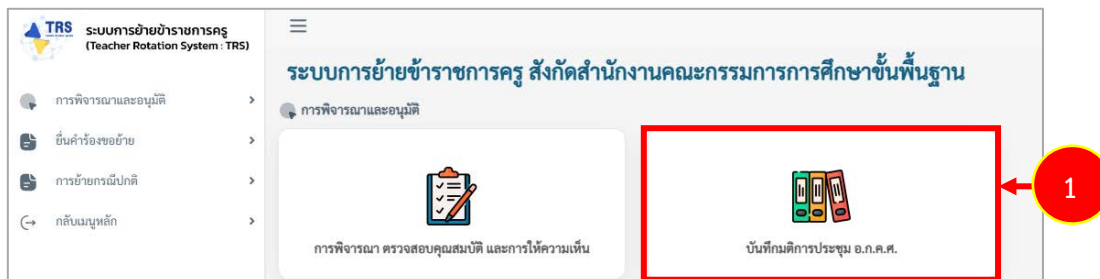 TRS ระบบการย้ายข้าราชการครู
(Teacher Rotation System : TRS)
ระบบการย้ายข้าราชการครู สังกัดสำนักงานคณะกรรมการการศึกษาขั้นพื้นฐาน
การพิจารณาและอนุมัติ
ยื่นคำร้องขอย้าย
การย้ายกรณีปกติ
กลับเมนูหลัก
การพิจารณาและอนุมัติ
การพิจารณา ตรวจสอบคุณสมบัติ และการให้ความเห็น
บันทึกมติการประชุม อ.ก.ค.ศ.
1